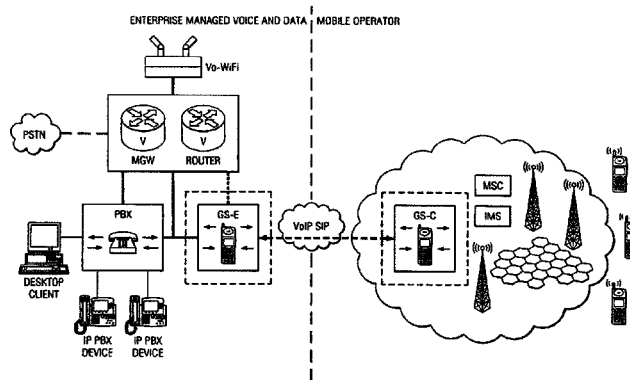 ENTERPRISE MANAGED VOICE AND DATA
MOBILE OPERATOR
Vo-WiFi
PSTN
V
MGW
V
ROUTER
PBX
GS-E
VoIP SIP
GS-C
MSC
IMS
DESKTOP
CLIENT
IP PBX
DEVICE
IP PBX
DEVICE